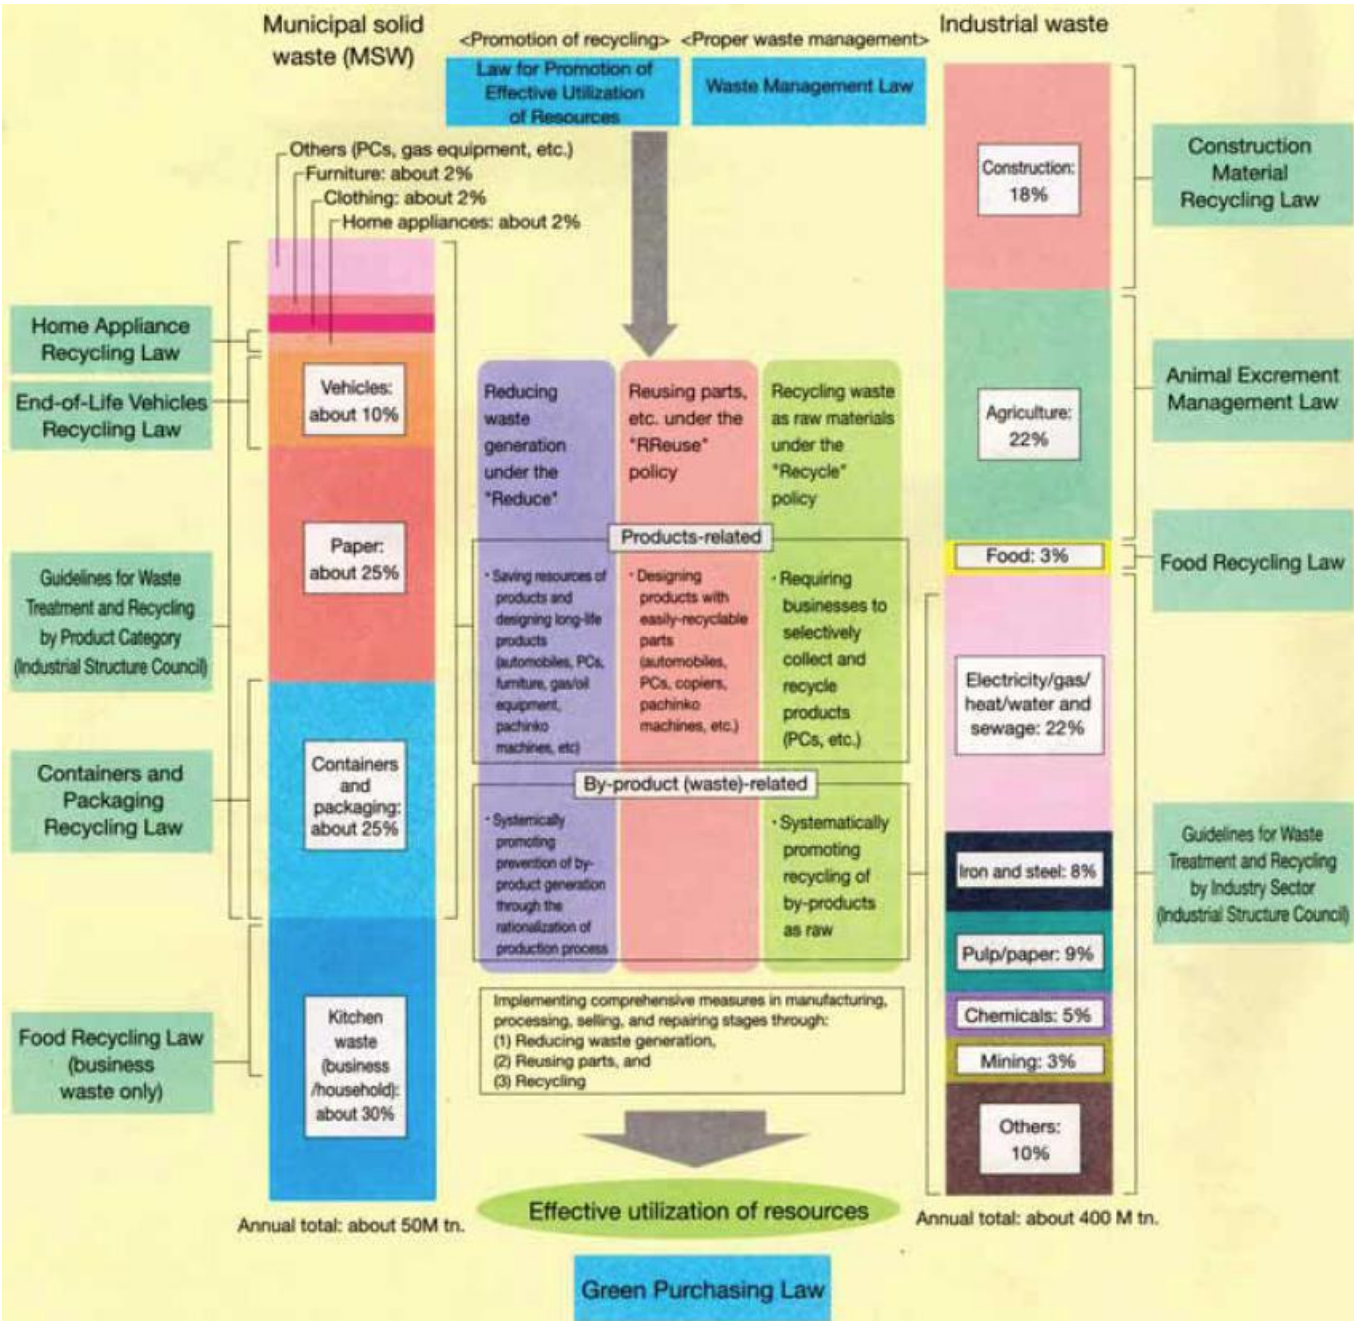 Municipal solid
waste (MSW)
<Promotion of recycling> <Proper waste management>
Industrial waste
Law for Promotion of
Effective Utilization
of Resources
Waste Management Law
Others (PCs, gas equipment, etc.)
Furniture: about 2%
Clothing: about 2%
Home appliances: about 2%
Home Appliance
Recycling Law
End-of-Life Vehicles
Recycling Law
Guidelines for Waste
Treatment and Recycling
by Product Category
(Industrial Structure Council)
Containers and
Packaging
Recycling Law
Food Recycling Law
(business
waste only)
Vehicles:
about 10%
Paper:
about 25%
Containers
and
packaging:
about 25%
Kitchen
waste
(business
/household):
about 30%
Annual total: about 50M tn.
Reducing
waste
generation
under the
"Reduce"
Reusing parts,
etc. under the
"RReuse"
policy
Recycling waste
as raw materials
under the
"Recycle"
policy
Products-related
· Saving resources of
products and
designing long-life
products
(automobiles, PCs,
furniture, gas/oil
equipment,
pachinko
machines, etc)
· Designing
products with
easily-recyclable
parts
(automobiles,
PCs, copiers,
pachinko
machines, etc.)
· Requiring
businesses to
selectively
collect and
recycle
products
(PCs, etc.)
By-product (waste)-related
· Systemically
promoting
prevention of by-
product generation
through the
rationalization of
production process
· Systematically
promoting
recycling of
by-products
as raw
Implementing comprehensive measures in manufacturing,
processing, selling, and repairing stages through:
(1) Reducing waste generation,
(2) Reusing parts, and
(3) Recycling
Effective utilization of resources
Green Purchasing Law
Construction:
18%
Agriculture:
22%
Food: 3%
Electricity/gas/
heat/water and
sewage: 22%
Iron and steel: 8%
Pulp/paper: 9%
Chemicals: 5%
Mining: 3%
Others:
10%
Annual total: about 400 M tn.
Construction
Material
Recycling Law
Animal Excrement
Management Law
Food Recycling Law
Guidelines for Waste
Treatment and Recycling
by Industry Sector
(Industrial Structure Council)